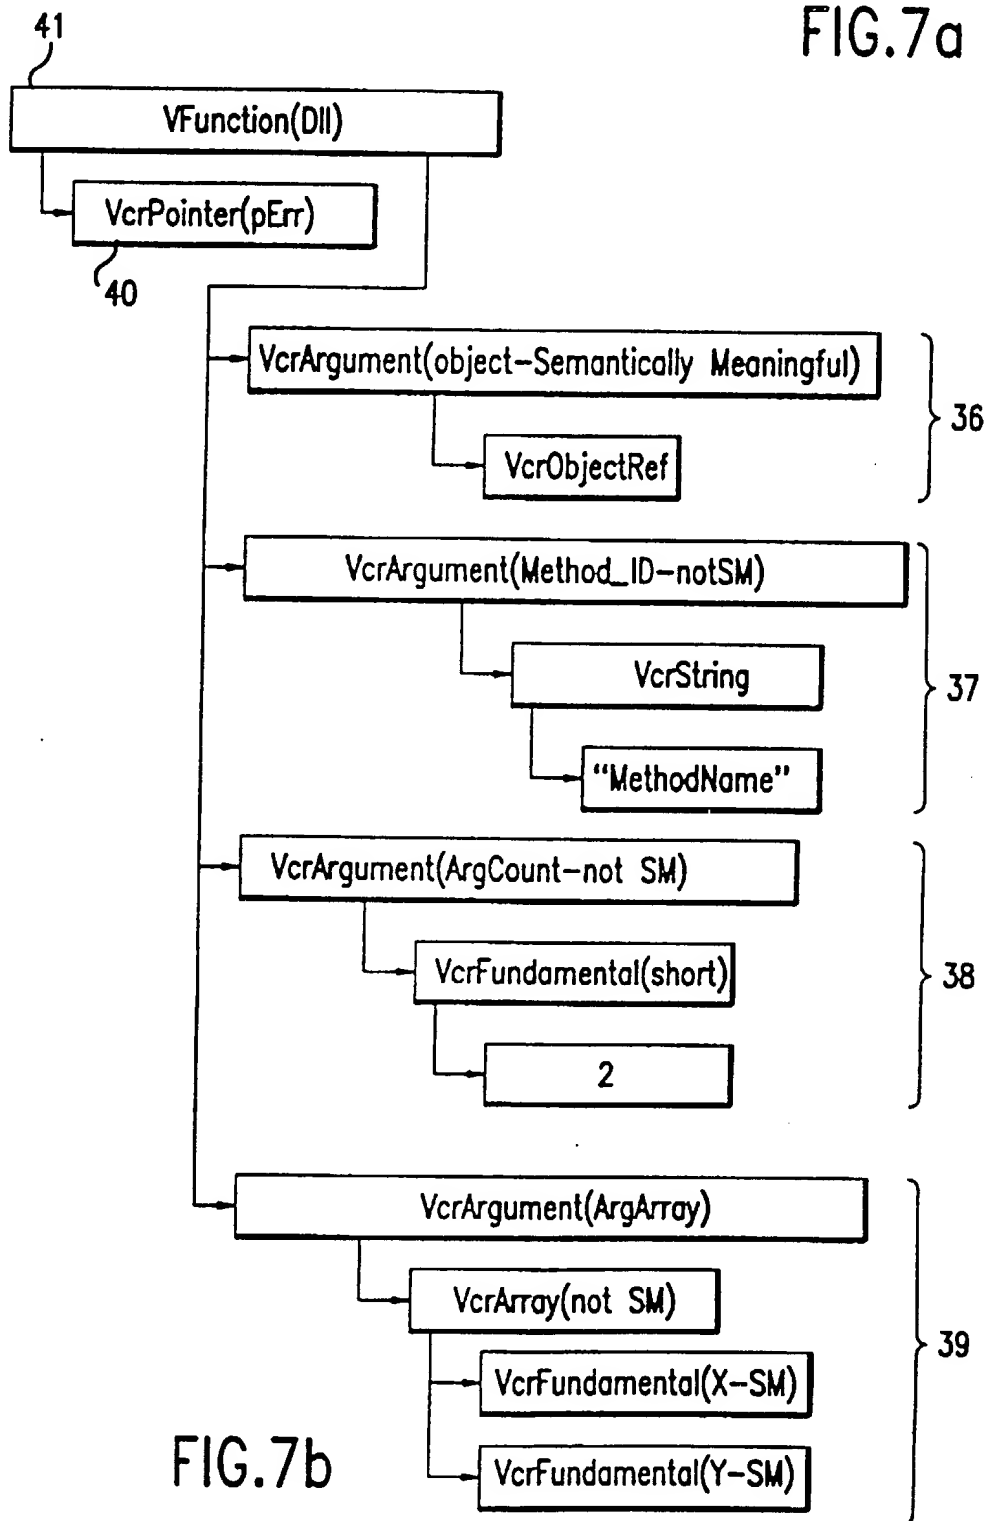 FIG.7a
41
VFunction(Dll)
VcrPointer(pErr)
40
VcrArgument(object-Semantically Meaningful)
36
VcrObjectRef
VcrArgument(Method_ID-notSM)
VcrString
37
“MethodName”
VcrArgument(ArgCount-not SM)
VcrFundamental(short)
38
2
VcrArgument(ArgArray)
VcrArray(not SM)
39
VcrFundamental(X-SM)
VcrFundamental(Y-SM)
FIG.7b